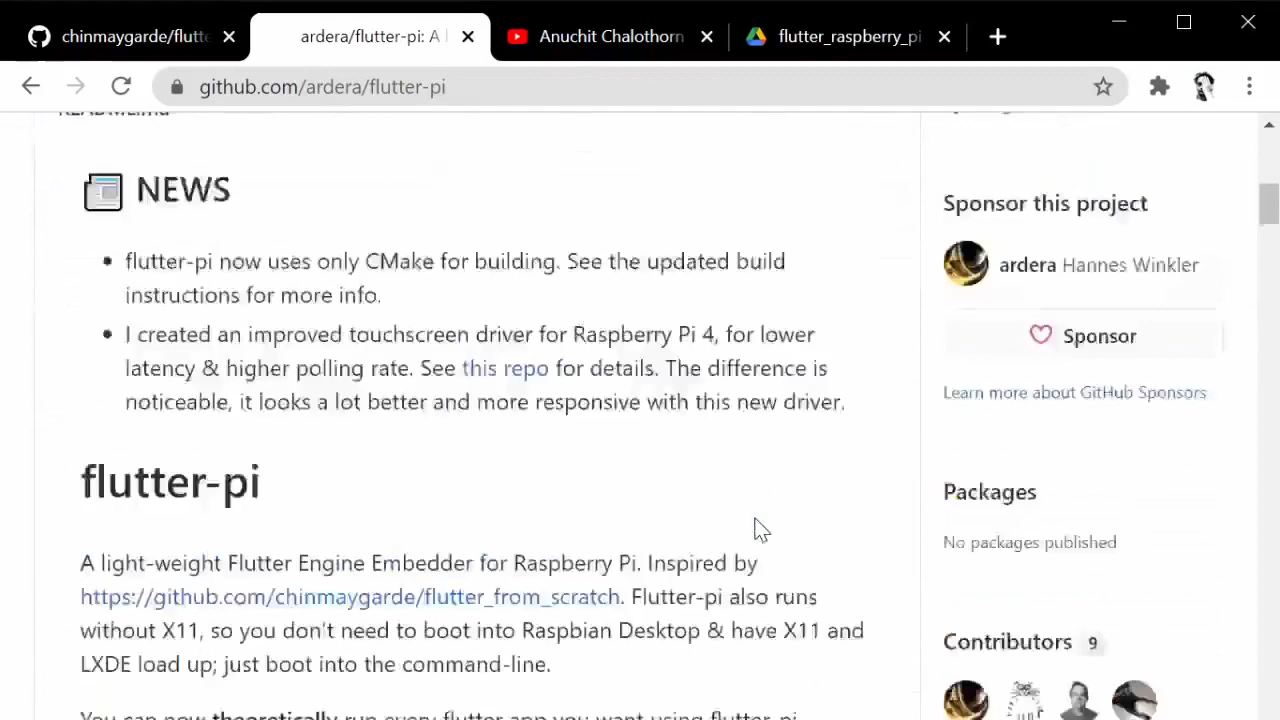 chinmaygarde/flutte
ardera/flutter-pi: A l
Anuchit Chalothorn
flutter_raspberry_pi
github.com/ardera/flutter-pi
README.md
NEWS
flutter-pi now uses only CMake for building. See the updated build
instructions for more info.
I created an improved touchscreen driver for Raspberry Pi 4, for lower
latency & higher polling rate. See this repo for details. The difference is
noticeable, it looks a lot better and more responsive with this new driver.
flutter-pi
A light-weight Flutter Engine Embedder for Raspberry Pi. Inspired by
https://github.com/chinmaygarde/flutter_from_scratch. Flutter-pi also runs
without X11, so you don't need to boot into Raspbian Desktop & have X11 and
LXDE load up; just boot into the command-line.
You can now theoretically run every flutter app you want using flutter-pi
Sponsor this project
ardera Hannes Winkler
Sponsor
Learn more about GitHub Sponsors
Packages
No packages published
Contributors 9